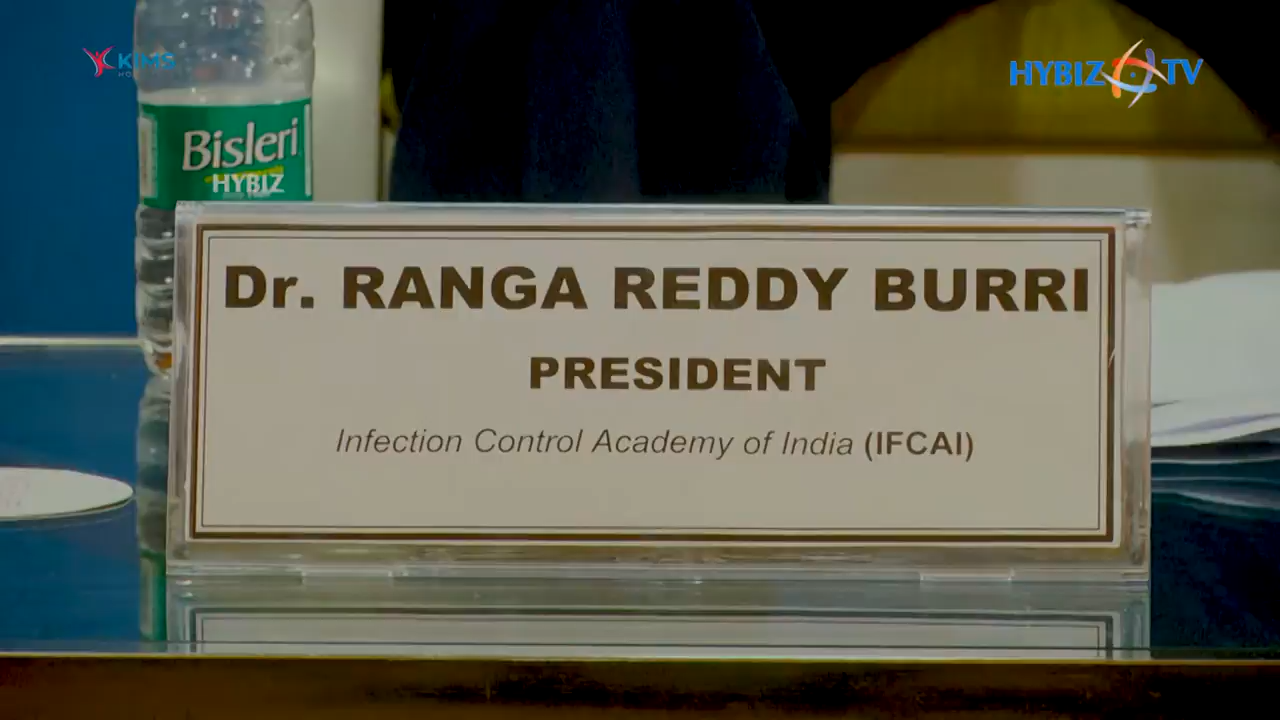 KIMS
HYBIZ TV
Bisleri
HYBIZ
Dr. RANGA REDDY BURRI
PRESIDENT
Infection Control Academy of India (IFCAI)